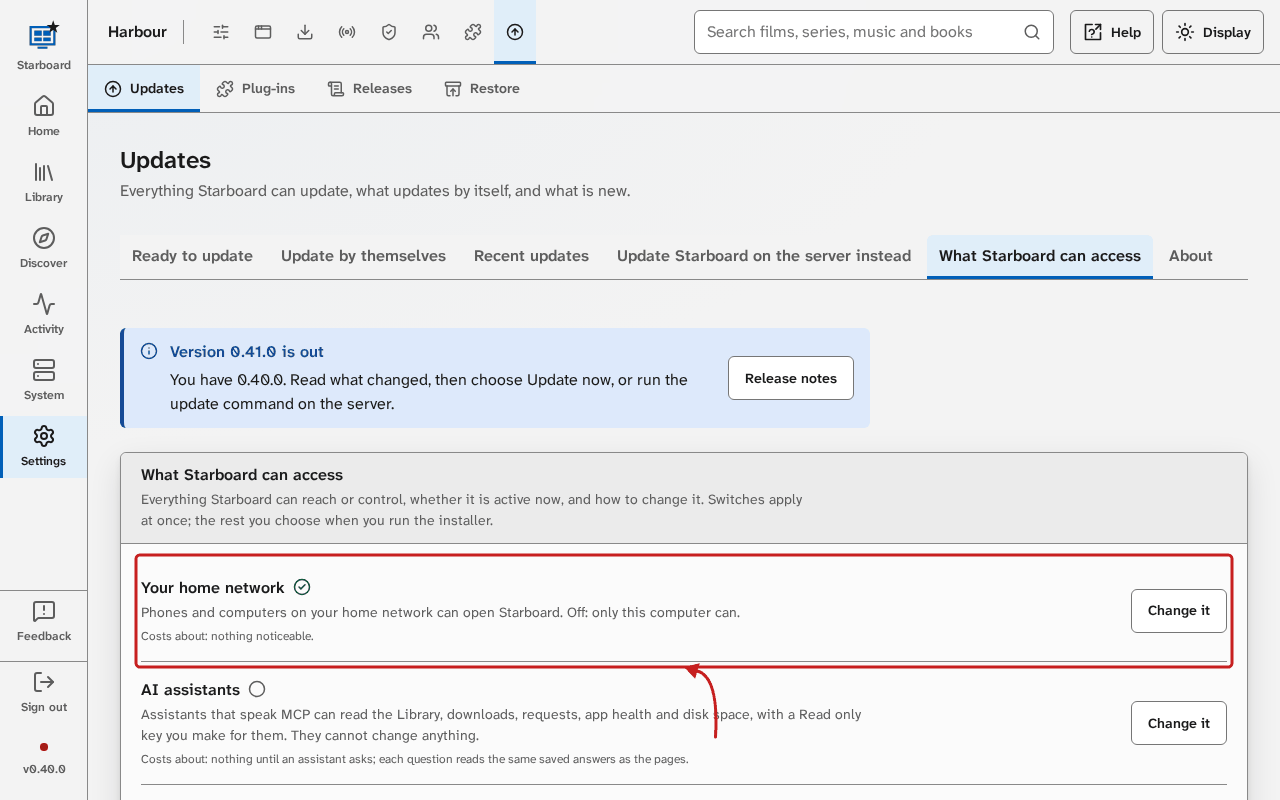 Starboard
Home
Library
Discover
Activity
System
Settings
Feedback
Sign out
v0.40.0
Harbour
Search films, series, music and books
Help
Display
Updates
Plug-ins
Releases
Restore
Updates
Everything Starboard can update, what updates by itself, and what is new.
Ready to update
Update by themselves
Recent updates
Update Starboard on the server instead
What Starboard can access
About
Version 0.41.0 is out
You have 0.40.0. Read what changed, then choose Update now, or run the
update command on the server.
Release notes
What Starboard can access
Everything Starboard can reach or control, whether it is active now, and how to change it. Switches apply
at once; the rest you choose when you run the installer.
Your home network
Phones and computers on your home network can open Starboard. Off: only this computer can.
Costs about: nothing noticeable.
Change it
AI assistants
Assistants that speak MCP can read the Library, downloads, requests, app health and disk space, with a Read only
key you make for them. They cannot change anything.
Costs about: nothing until an assistant asks; each question reads the same saved answers as the pages.
Change it